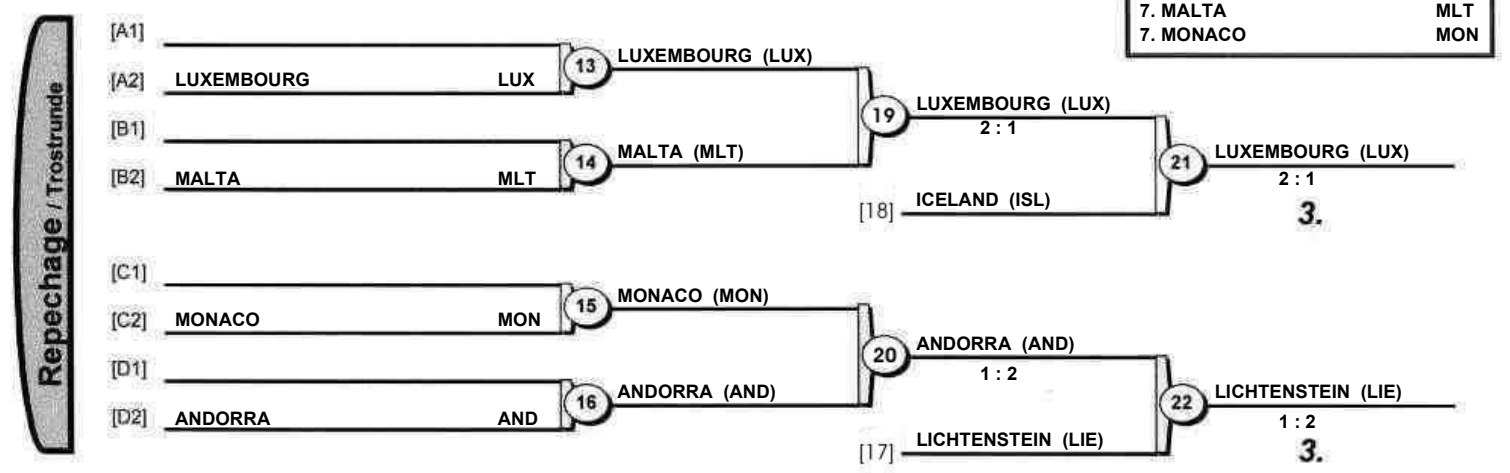 7. MALTA MLT
7. MONACO MON
Repechage / Trostrunde
[A1]
[A2] LUXEMBOURG LUX
13 LUXEMBOURG (LUX)
[B1]
[B2] MALTA MLT
14 MALTA (MLT)
19 LUXEMBOURG (LUX)
2 : 1
[18] ICELAND (ISL)
21 LUXEMBOURG (LUX)
2 : 1
3.
[C1]
[C2] MONACO MON
15 MONACO (MON)
[D1]
[D2] ANDORRA AND
16 ANDORRA (AND)
20 ANDORRA (AND)
1 : 2
[17] LICHTENSTEIN (LIE)
22 LICHTENSTEIN (LIE)
1 : 2
3.